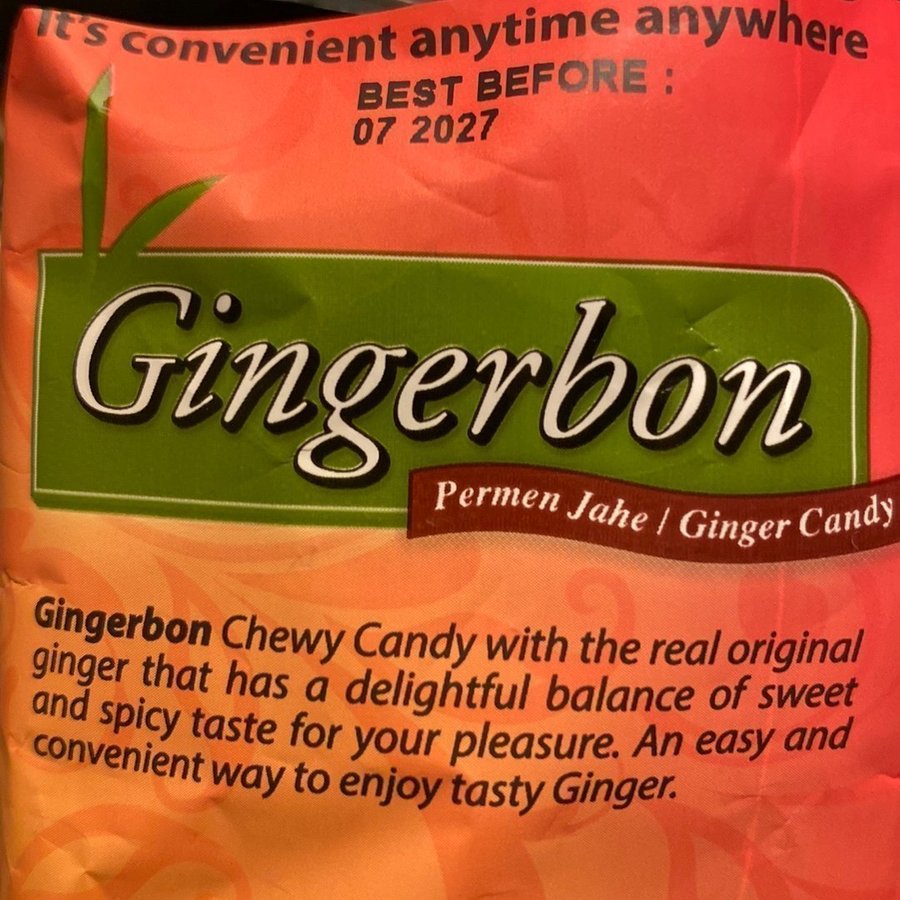 It's convenient anytime anywhere
BEST BEFORE :
07 2027
Gingerbon
Permen Jahe / Ginger Candy
Gingerbon Chewy Candy with the real original
ginger that has a delightful balance of sweet
and spicy taste for your pleasure. An easy and
convenient way to enjoy tasty Ginger.